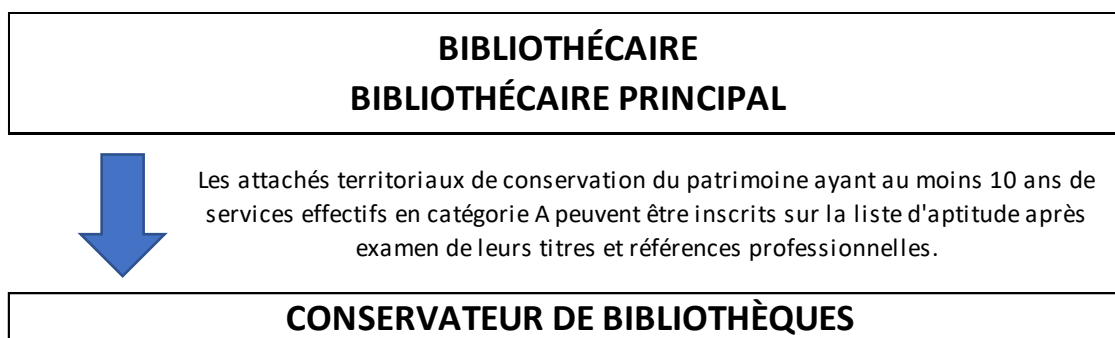 BIBLIOTHÉCAIRE
BIBLIOTHÉCAIRE PRINCIPAL
Les attachés territoriaux de conservation du patrimoine ayant au moins 10 ans de
services effectifs en catégorie A peuvent être inscrits sur la liste d'aptitude après
examen de leurs titres et références professionnelles.
CONSERVATEUR DE BIBLIOTHÈQUES